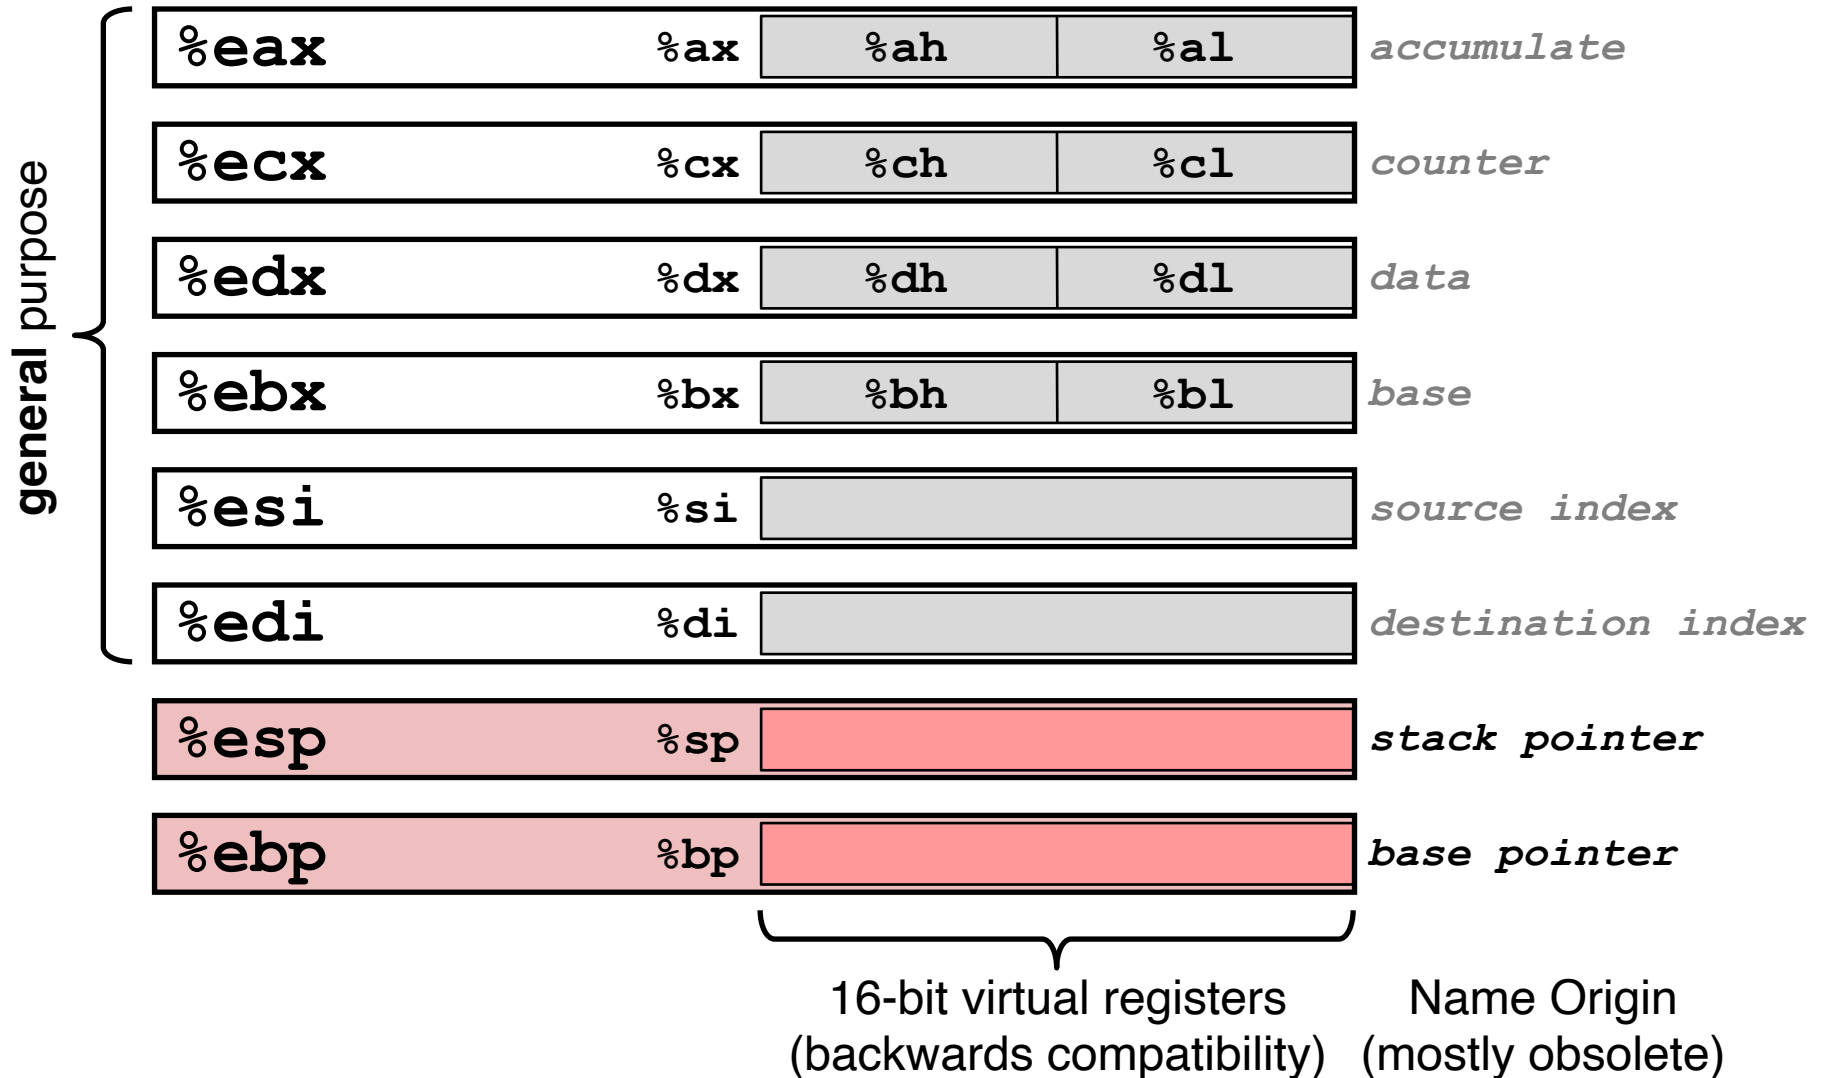 general purpose
%eax %ax %ah %al accumulate
%ecx %cx %ch %cl counter
%edx %dx %dh %dl data
%ebx %bx %bh %bl base
%esi %si source index
%edi %di destination index
%esp %sp stack pointer
%ebp %bp base pointer
16-bit virtual registers
(backwards compatibility)
Name Origin
(mostly obsolete)